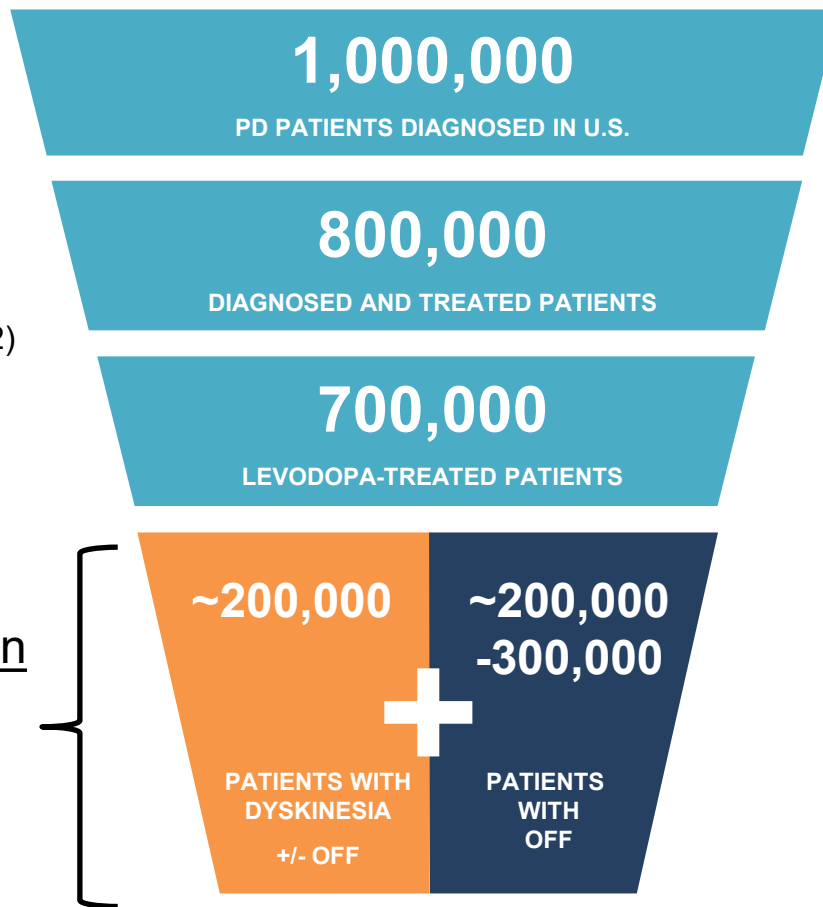 1,000,000
PD PATIENTS DIAGNOSED IN U.S.
800,000
DIAGNOSED AND TREATED PATIENTS
2)
700,000
LEVODOPA-TREATED PATIENTS
n
~200,000
PATIENTS WITH
DYSKINESIA
+/- OFF
~200,000
-300,000
PATIENTS
WITH
OFF